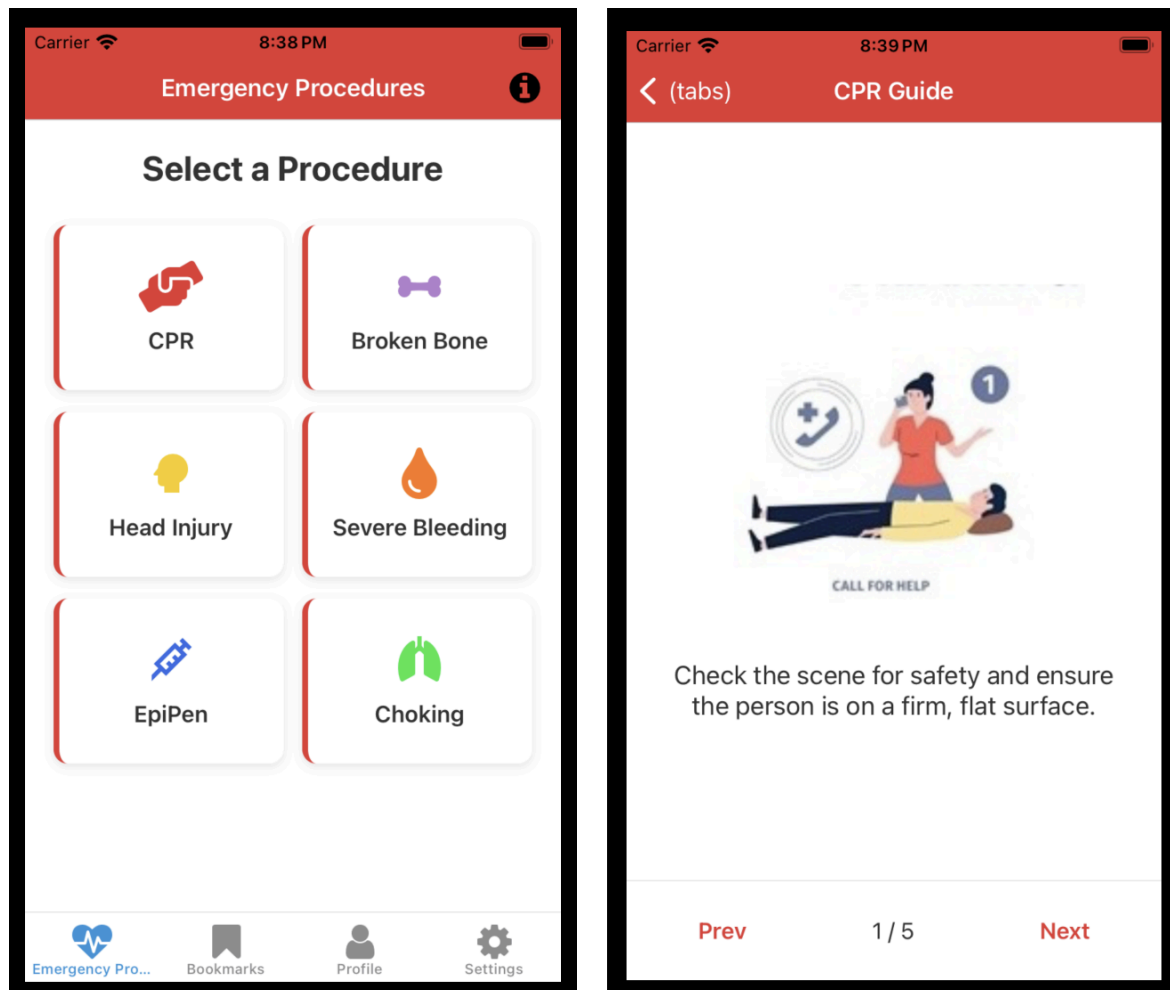 Carrier
8:38 PM
Emergency Procedures
Select a Procedure
CPR
Broken Bone
Head Injury
Severe Bleeding
EpiPen
Choking
Emergency Pro...
Bookmarks
Profile
Settings
Carrier
8:39 PM
(tabs)
CPR Guide
1
CALL FOR HELP
Check the scene for safety and ensure
the person is on a firm, flat surface.
Prev
1 / 5
Next